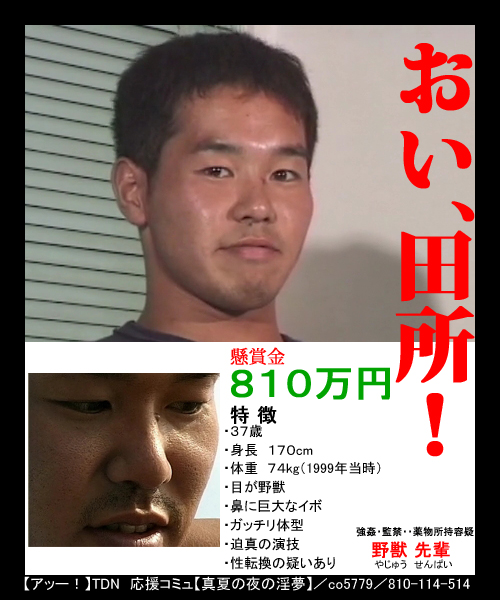 おい、田所！
懸賞金
８１０万円
特 徴
・３７歳
・身長　１７０cm
・体重　７４kg（1999年当時）
・目が野獣
・鼻に巨大なイボ
・ガッチリ体型
・迫真の演技
・性転換の疑いあり
強姦・監禁・・薬物所持容疑
野獣 先輩
やじゅう せんぱい
【アッー！】TDN　応援コミュ【真夏の夜の淫夢】／co5779／810-114-514